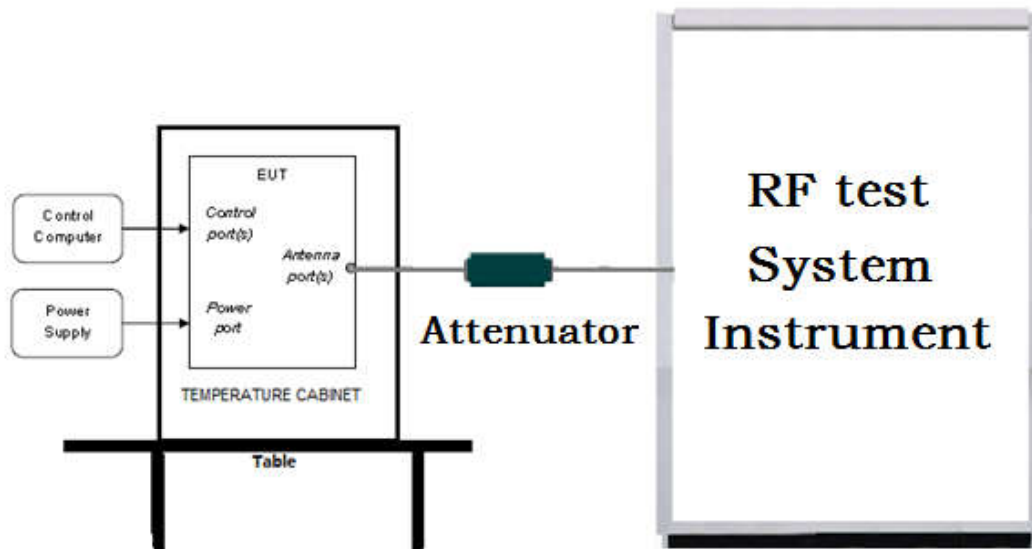 EUT
Control
port(s)
Antenna
port(s)
Power
port
Control
Computer
Power
Supply
TEMPERATURE CABINET
Table
Attenuator
RF test
System
Instrument